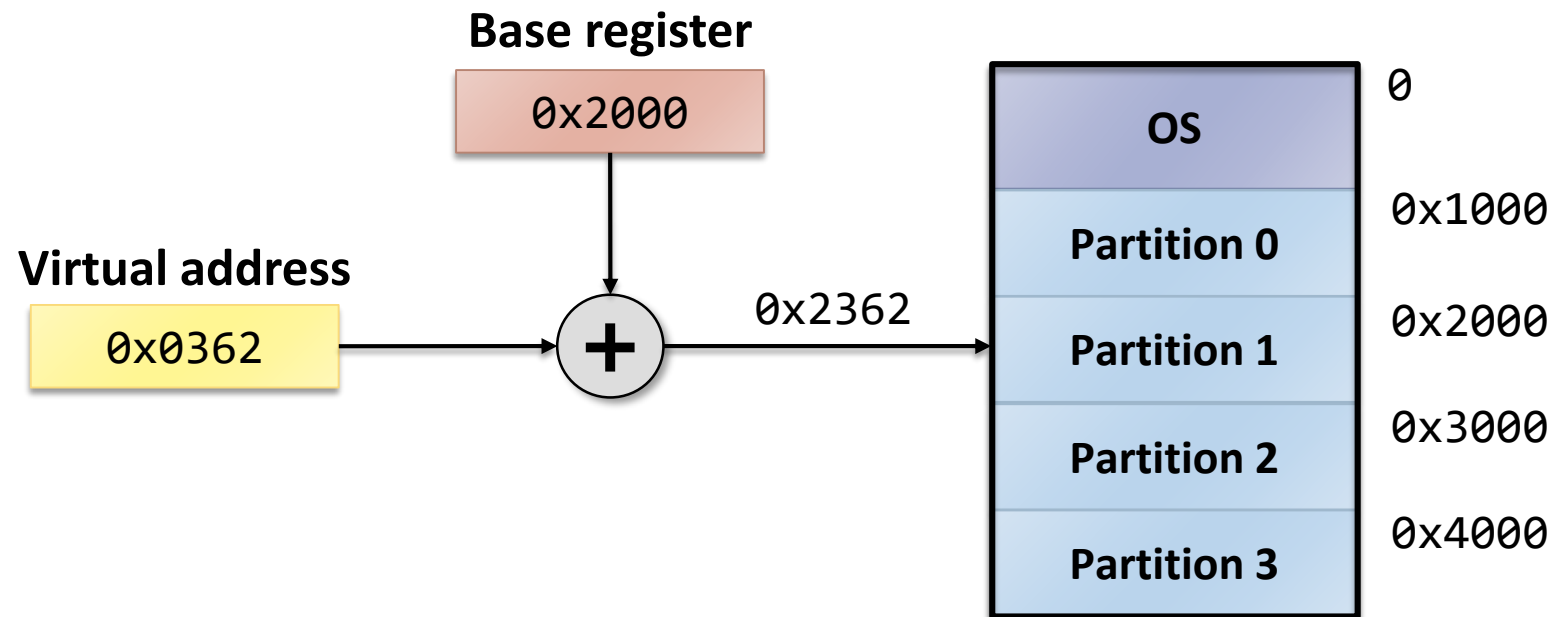 Base register
0x2000
Virtual address
0x0362
+
0x2362
OS
Partition 0
Partition 1
Partition 2
Partition 3
0
0x1000
0x2000
0x3000
0x4000